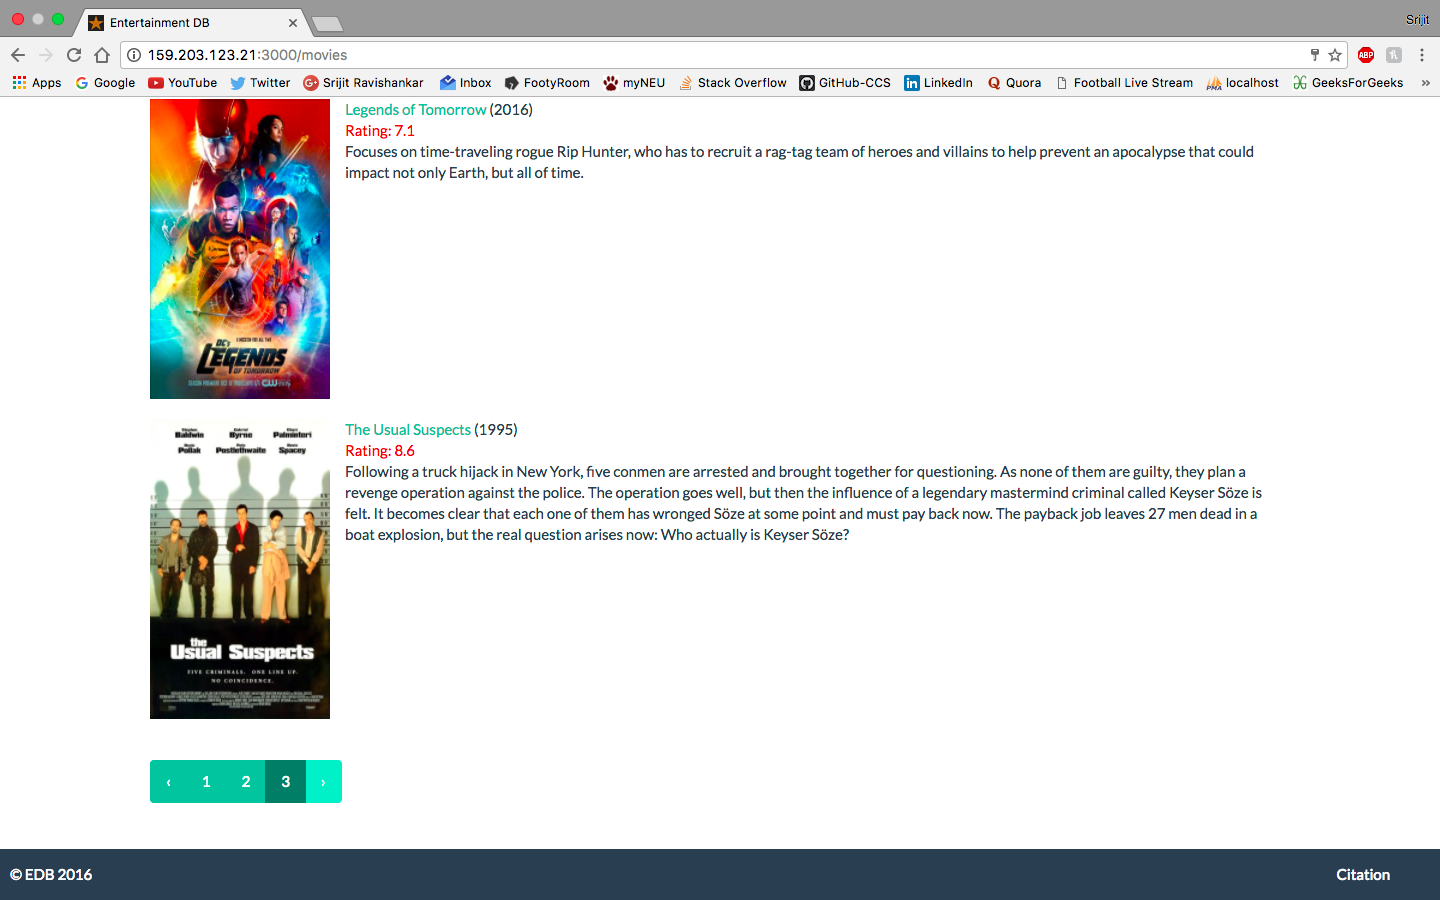 Entertainment DB
Srijit
159.203.123.21:3000/movies
ABP
Apps Google YouTube Twitter Srijit Ravishankar Inbox FootyRoom myNEU Stack Overflow GitHub-CCS LinkedIn Quora Football Live Stream localhost GeeksForGeeks »
Legends of Tomorrow (2016)
Rating: 7.1
Focuses on time-traveling rogue Rip Hunter, who has to recruit a rag-tag team of heroes and villains to help prevent an apocalypse that could
impact not only Earth, but all of time.
DC's
LEGENDS
OF TOMORROW
CW
The Usual Suspects (1995)
Rating: 8.6
Following a truck hijack in New York, five conmen are arrested and brought together for questioning. As none of them are guilty, they plan a
revenge operation against the police. The operation goes well, but then the influence of a legendary mastermind criminal called Keyser Söze is
felt. It becomes clear that each one of them has wronged Söze at some point and must pay back now. The payback job leaves 27 men dead in a
boat explosion, but the real question arises now: Who actually is Keyser Söze?
Stephen Gabriel Chazz
Baldwin Byrne Palminteri
Kevin Pete Kevin
Pollak Postlethwaite Spacey
the
Usual Suspects
FIVE CRIMINALS. ONE LINE UP.
NO COINCIDENCE.
‹ 1 2 3 ›
© EDB 2016
Citation